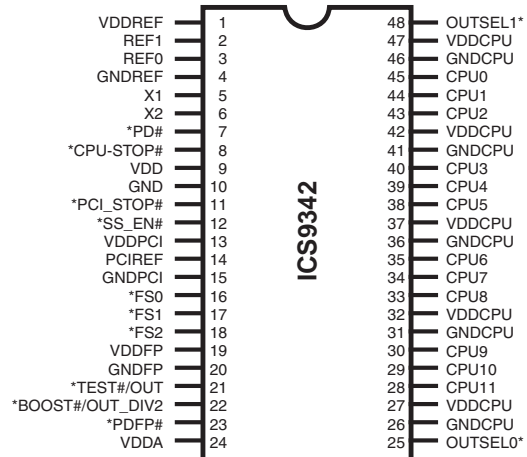 VDDREF 1 48 OUTSEL1*
REF1 2 47 VDDCPU
REF0 3 46 GNDCPU
GNDREF 4 45 CPU0
X1 5 44 CPU1
X2 6 43 CPU2
*PD# 7 42 VDDCPU
*CPU-STOP# 8 41 GNDCPU
VDD 9 40 CPU3
GND 10 39 CPU4
*PCI_STOP# 11 38 CPU5
*SS_EN# 12 37 VDDCPU
VDDPCI 13 36 GNDCPU
PCIREF 14 35 CPU6
GNDPCI 15 34 CPU7
*FS0 16 33 CPU8
*FS1 17 32 VDDCPU
*FS2 18 31 GNDCPU
VDDFP 19 30 CPU9
GNDFP 20 29 CPU10
*TEST#/OUT 21 28 CPU11
*BOOST#/OUT_DIV2 22 27 VDDCPU
*PDFP# 23 26 GNDCPU
VDDA 24 25 OUTSEL0*
ICS9342